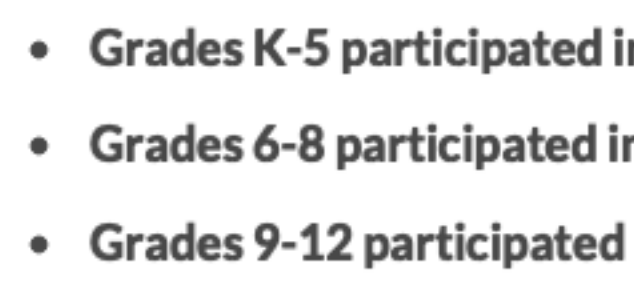 • Grades K-5 participated
• Grades 6-8 participated
• Grades 9-12 participated